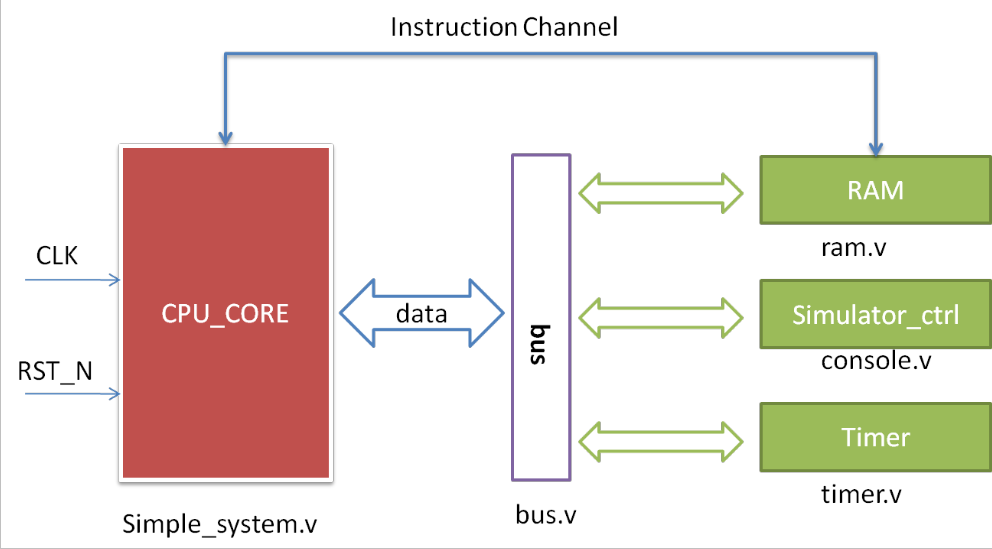 Instruction Channel
CLK
RST_N
CPU_CORE
Simple_system.v
data
bus
bus.v
RAM
ram.v
Simulator_ctrl
console.v
Timer
timer.v